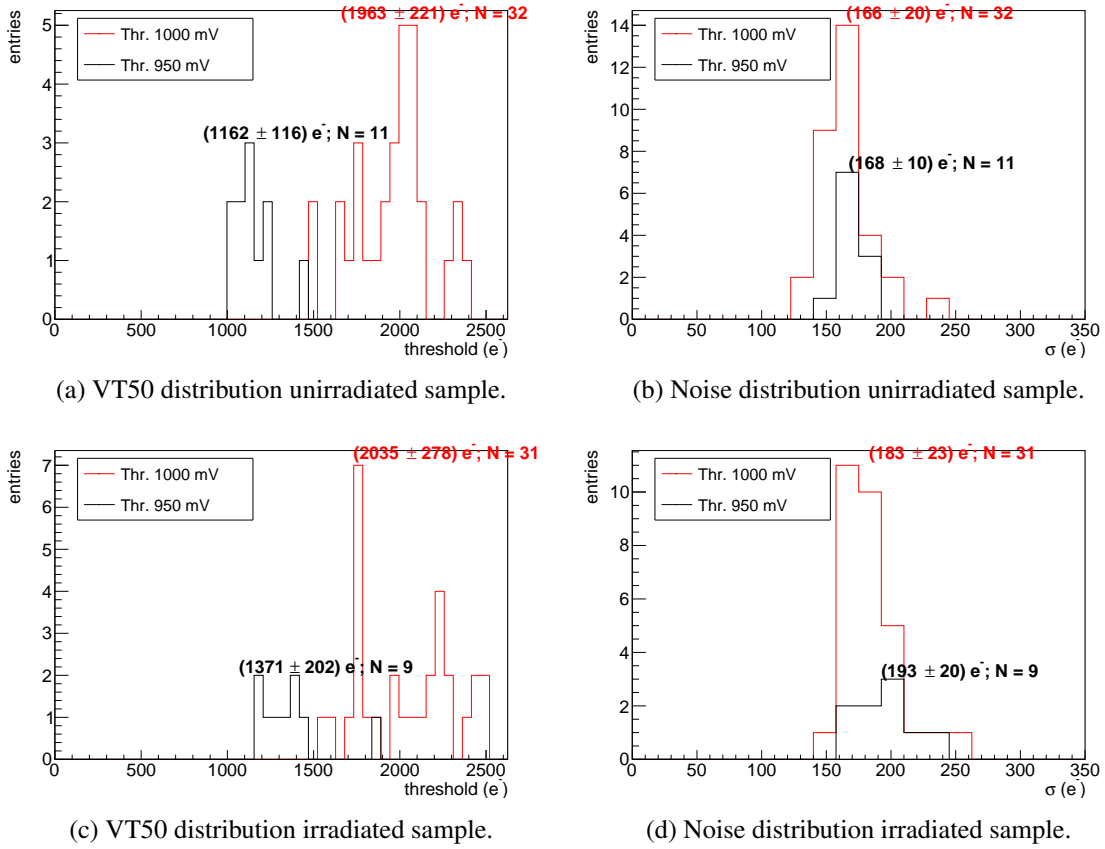 (1963 ± 221) e⁻; N = 32
entries
Thr. 1000 mV
Thr. 950 mV
(1162 ± 116) e⁻; N = 11
5
4
3
2
1
0
0 500 1000 1500 2000 2500
threshold (e⁻)
(a) VT50 distribution unirradiated sample.
(166 ± 20) e⁻; N = 32
entries
Thr. 1000 mV
Thr. 950 mV
(168 ± 10) e⁻; N = 11
14
12
10
8
6
4
2
0
0 50 100 150 200 250 300 350
σ (e⁻)
(b) Noise distribution unirradiated sample.
(2035 ± 278) e⁻; N = 31
entries
Thr. 1000 mV
Thr. 950 mV
(1371 ± 202) e⁻; N = 9
7
6
5
4
3
2
1
0
0 500 1000 1500 2000 2500
threshold (e⁻)
(c) VT50 distribution irradiated sample.
(183 ± 23) e⁻; N = 31
entries
Thr. 1000 mV
Thr. 950 mV
(193 ± 20) e⁻; N = 9
10
8
6
4
2
0
0 50 100 150 200 250 300 350
σ (e⁻)
(d) Noise distribution irradiated sample.